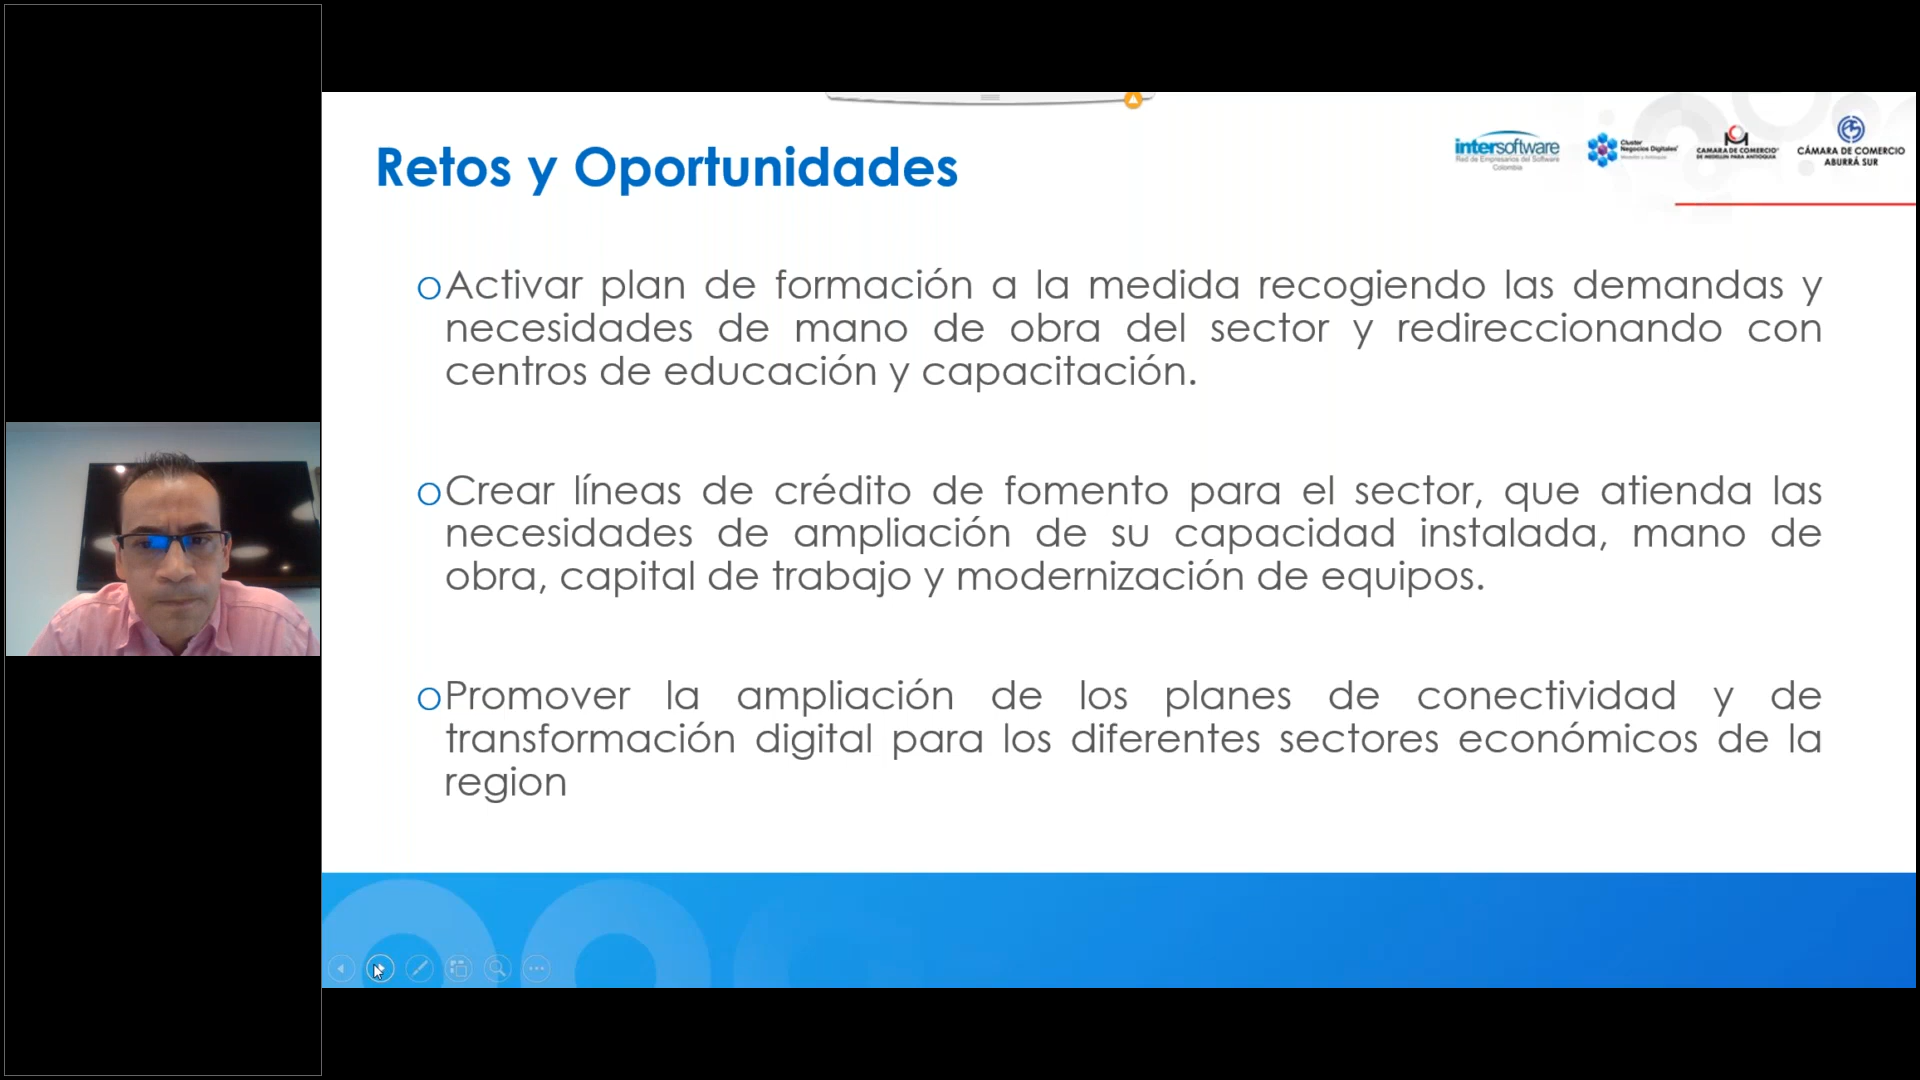 Retos y Oportunidades
intersoftware
Red de Empresarios del Software
Colombia
Cluster
Negocios Digitales
Medellín y Antioquia
CAMARA DE COMERCIO
DE MEDELLIN PARA ANTIOQUIA
CÁMARA DE COMERCIO
ABURRÁ SUR
oActivar plan de formación a la medida recogiendo las demandas y
necesidades de mano de obra del sector y redireccionando con
centros de educación y capacitación.
oCrear líneas de crédito de fomento para el sector, que atienda las
necesidades de ampliación de su capacidad instalada, mano de
obra, capital de trabajo y modernización de equipos.
oPromover la ampliación de los planes de conectividad y de
transformación digital para los diferentes sectores económicos de la
region